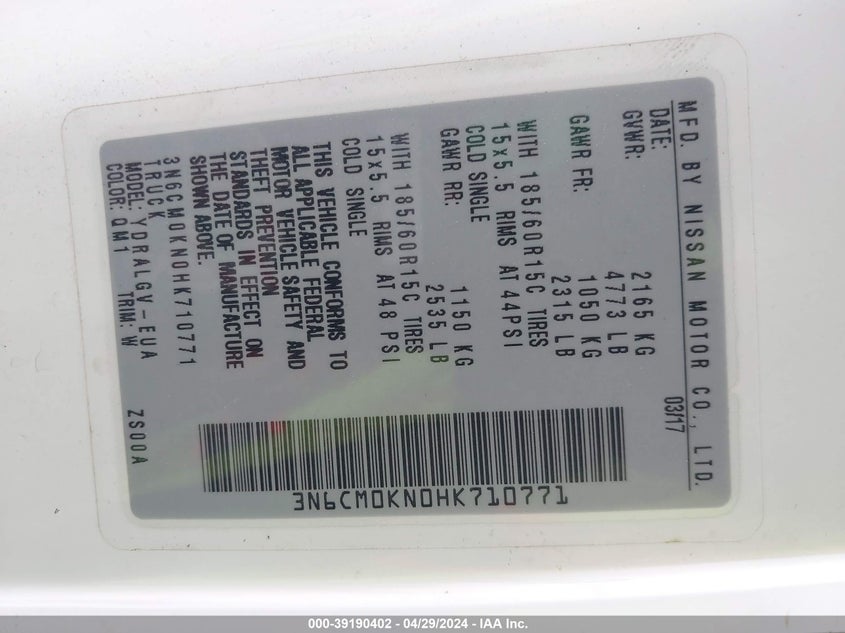 MFD. BY NISSAN MOTOR CO., LTD.
DATE: 03/17
GVWR: 2165 KG
4773 LB
GAWR FR: 1050 KG
2315 LB
WITH 185/60R15C TIRES
15x5.5 RIMS AT 44PSI
COLD SINGLE
GAWR RR: 1150 KG
2535 LB
WITH 185/60R15C TIRES
15x5.5 RIMS AT 48 PSI
COLD SINGLE
THIS VEHICLE CONFORMS TO
ALL APPLICABLE FEDERAL
MOTOR VEHICLE SAFETY AND
THEFT PREVENTION
STANDARDS IN EFFECT ON
THE DATE OF MANUFACTURE
SHOWN ABOVE.
3N6CM0KN0HK710771
TRUCK
MODEL: YDRALGV-EUA
COLOR: QM1 TRIM: W ZS00A
3N6CM0KN0HK710771
000-39190402 - 04/29/2024 - IAA Inc.